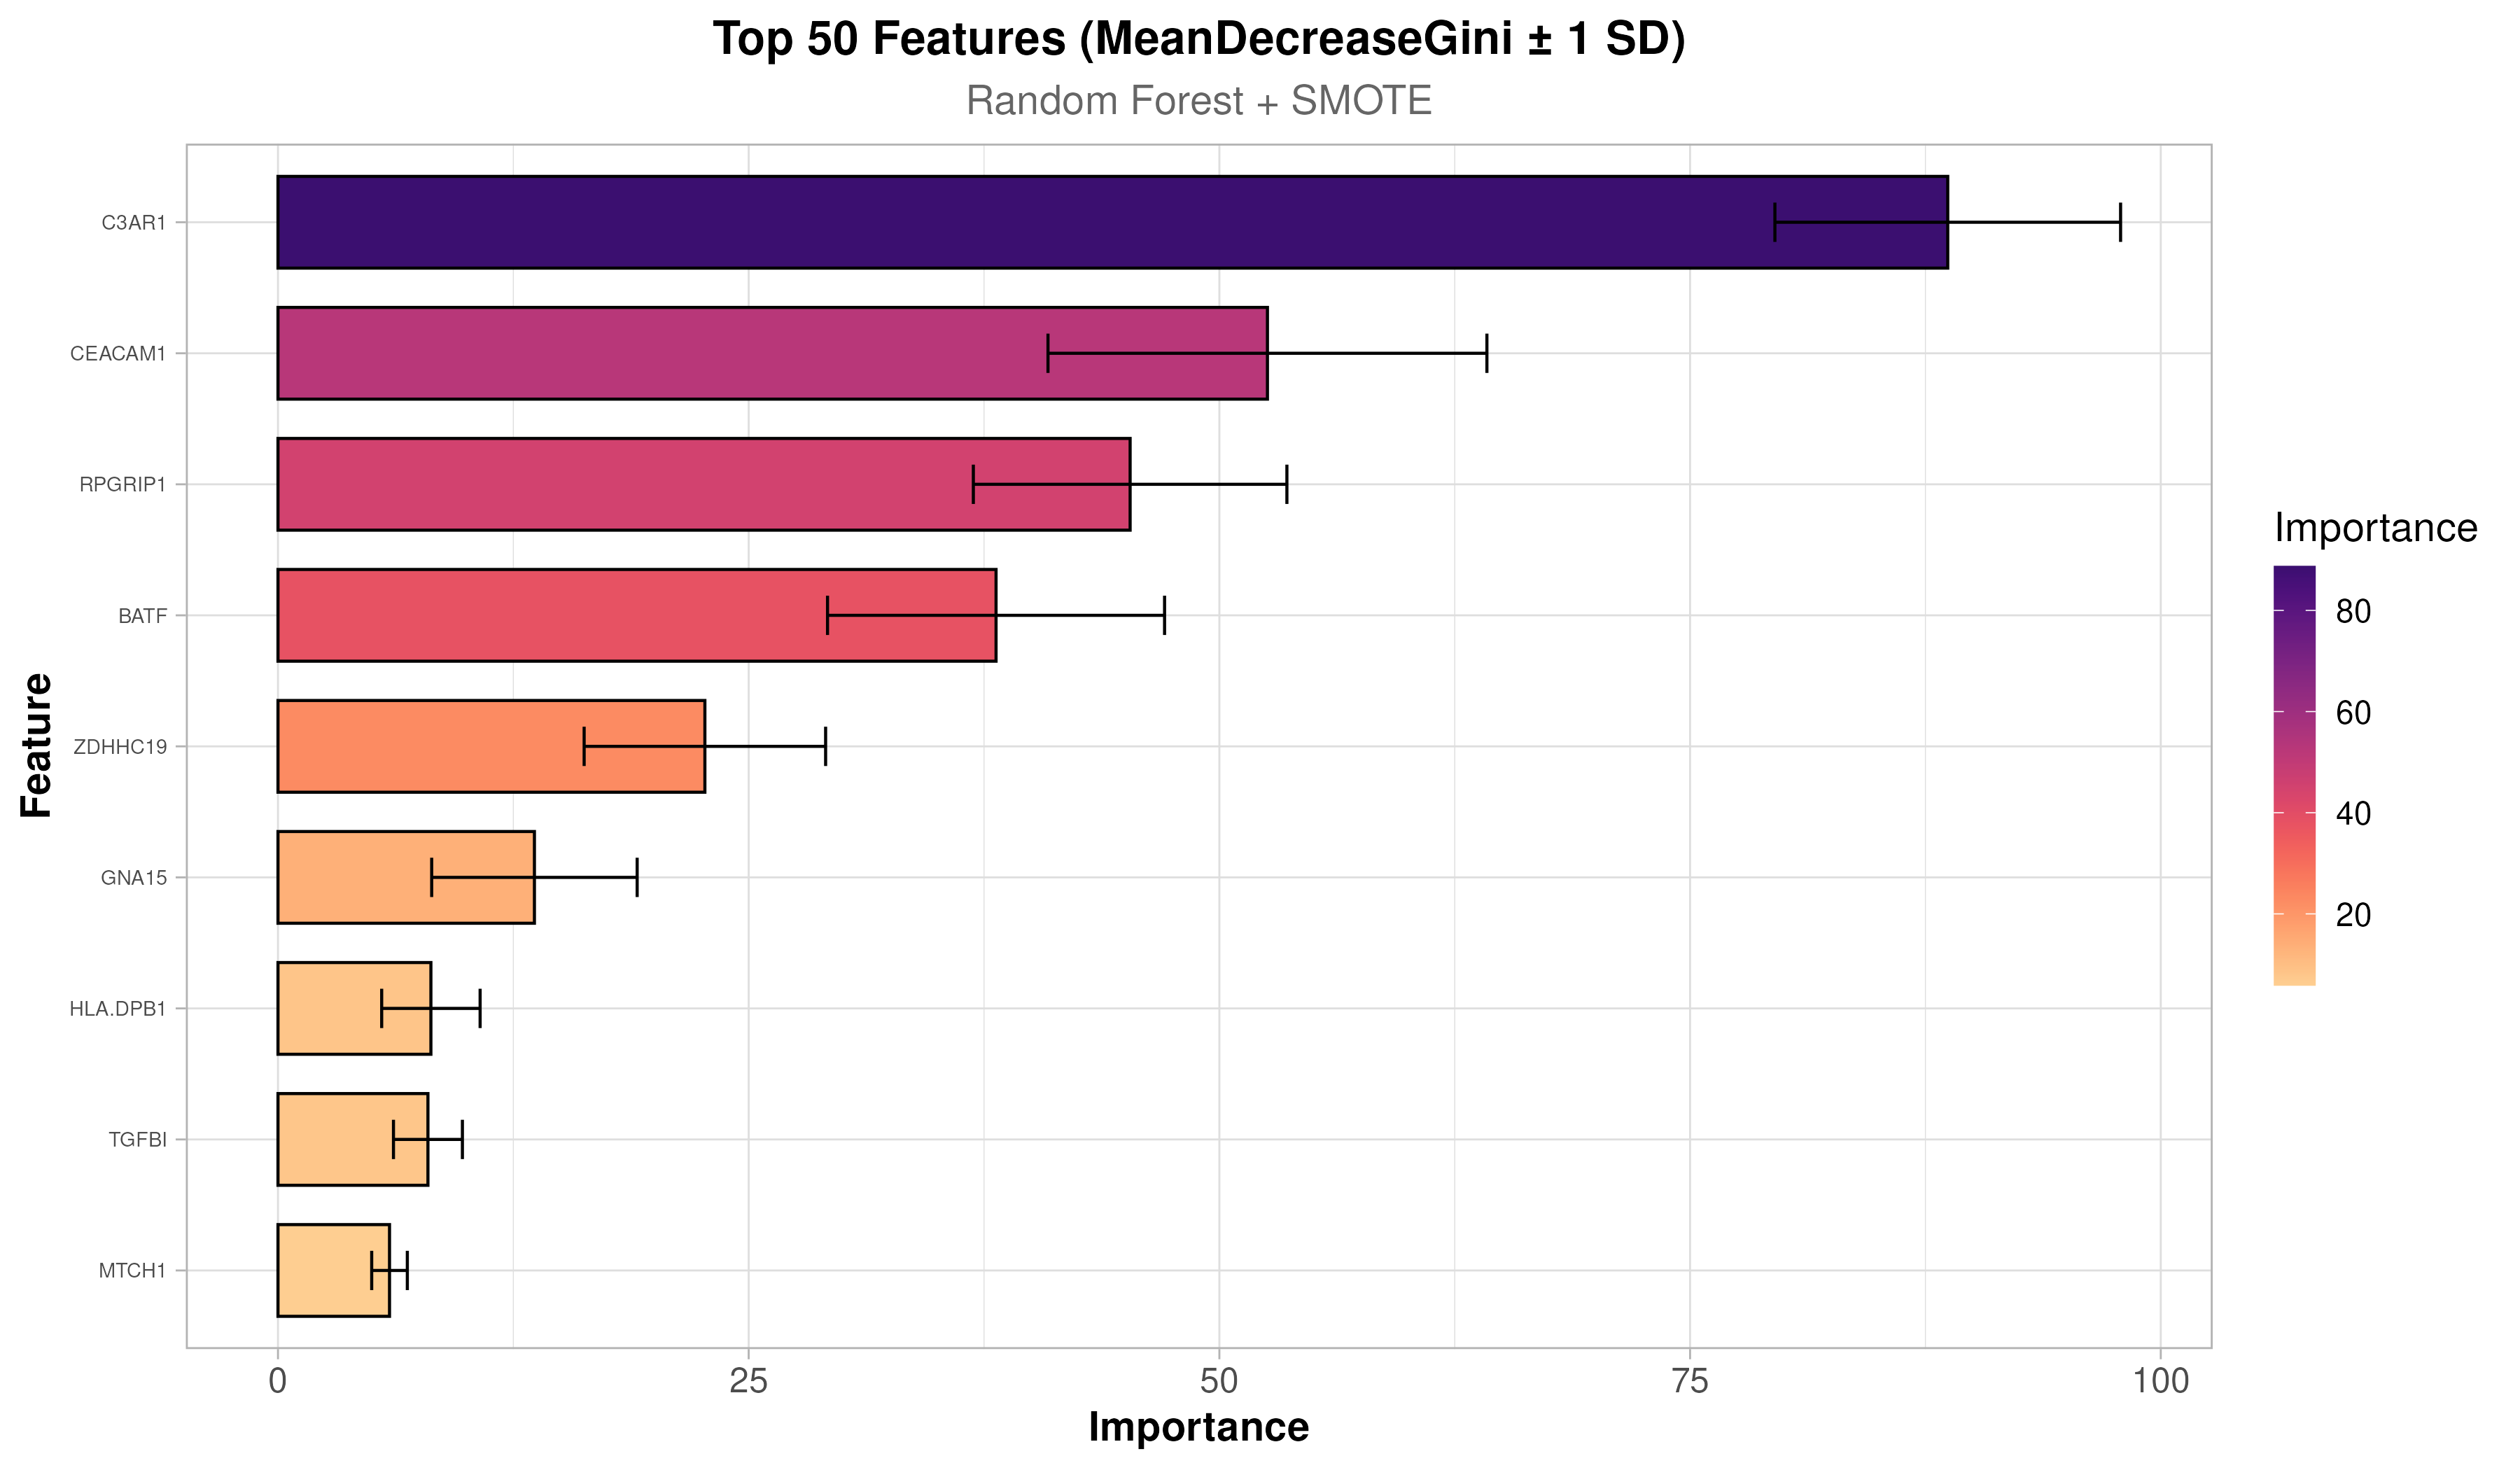 Top 50 Features (MeanDecreaseGini ± 1 SD)
Random Forest + SMOTE
Feature
C3AR1
CEACAM1
RPGRIP1
BATF
ZDHHC19
GNA15
HLA.DPB1
TGFBI
MTCH1
0 25 50 75 100
Importance
Importance
80
60
40
20